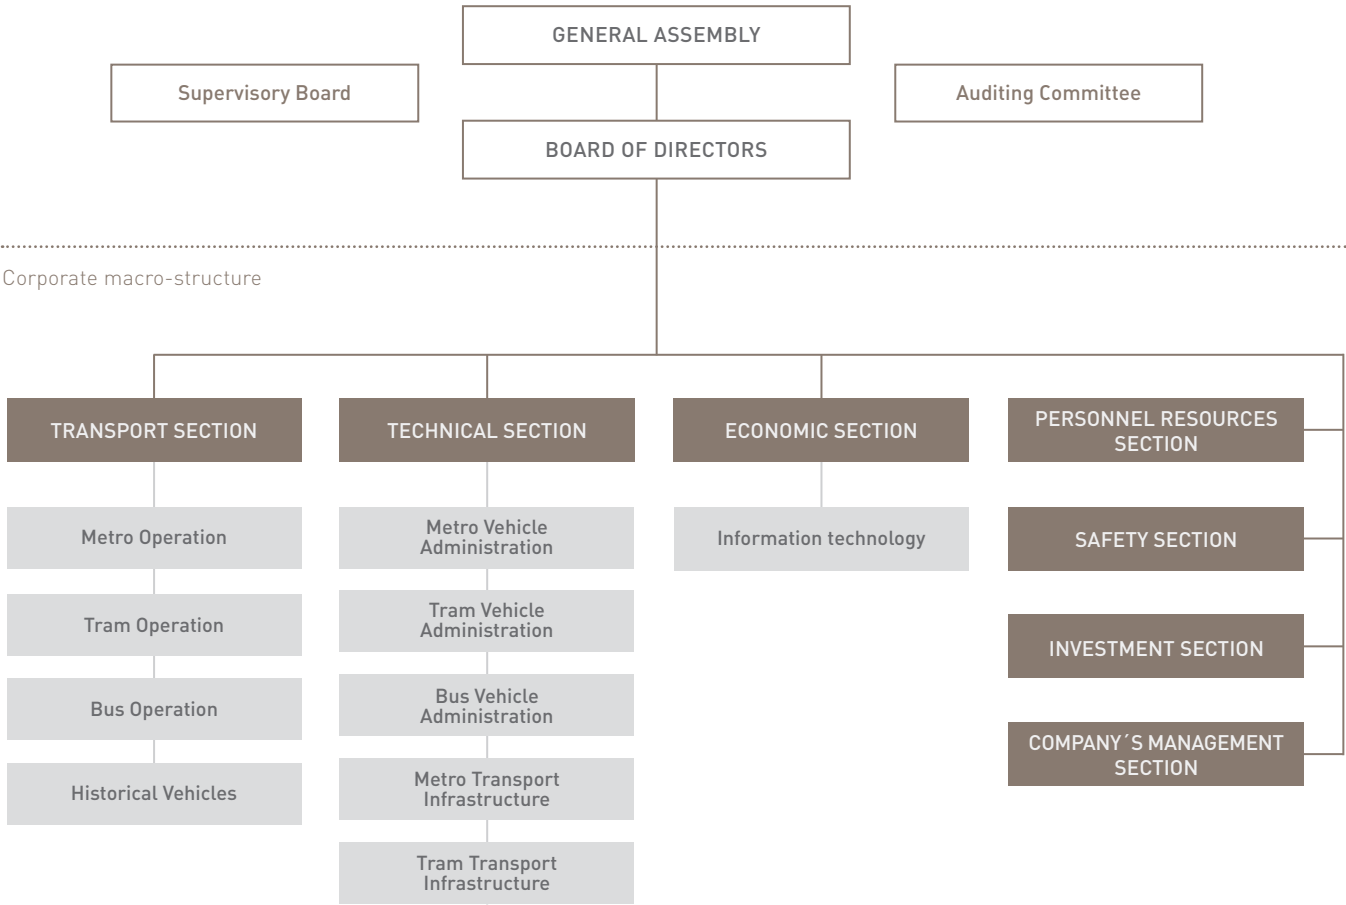 GENERAL ASSEMBLY
Supervisory Board
Auditing Committee
BOARD OF DIRECTORS
Corporate macro-structure
TRANSPORT SECTION
Metro Operation
Tram Operation
Bus Operation
Historical Vehicles
TECHNICAL SECTION
Metro Vehicle
Administration
Tram Vehicle
Administration
Bus Vehicle
Administration
Metro Transport
Infrastructure
Tram Transport
Infrastructure
ECONOMIC SECTION
Information technology
PERSONNEL RESOURCES
SECTION
SAFETY SECTION
INVESTMENT SECTION
COMPANY´S MANAGEMENT
SECTION